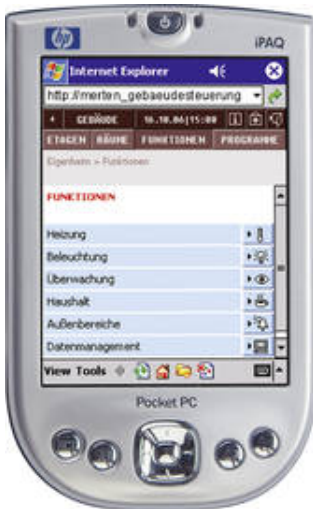 hp
iPAQ
Internet Explorer
http://merten_gebaeudesteuerung
GEBÄUDE 16.10.06|15:00
ETAGEN RÄUME FUNKTIONEN PROGRAMME
Eigenheim » Funktionen
FUNKTIONEN
Heizung
Beleuchtung
Überwachung
Haushalt
Außenbereiche
Datenmanagement
View Tools
Pocket PC